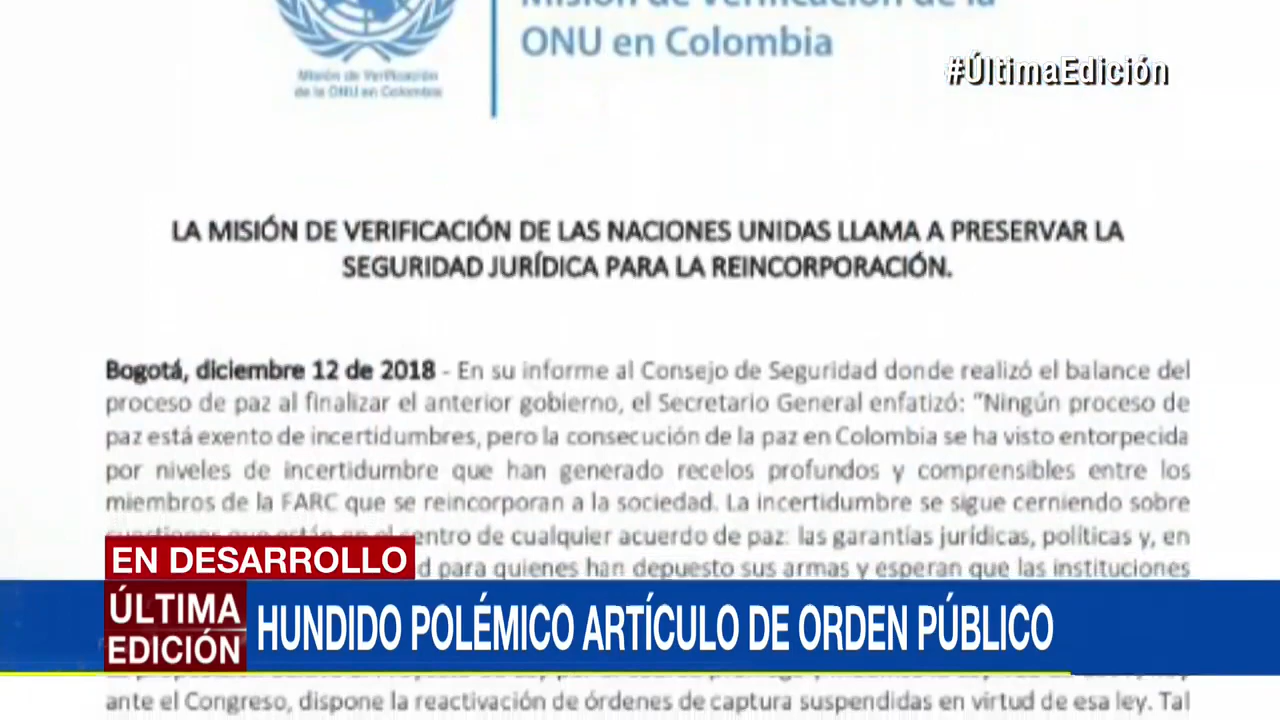 Misión de Verificación de la
ONU en Colombia
Misión de Verificación
de la ONU en Colombia
#ÚltimaEdición
LA MISIÓN DE VERIFICACIÓN DE LAS NACIONES UNIDAS LLAMA A PRESERVAR LA
SEGURIDAD JURÍDICA PARA LA REINCORPORACIÓN.
Bogotá, diciembre 12 de 2018 - En su informe al Consejo de Seguridad donde realizó el balance del
proceso de paz al finalizar el anterior gobierno, el Secretario General enfatizó: "Ningún proceso de
paz está exento de incertidumbres, pero la consecución de la paz en Colombia se ha visto entorpecida
por niveles de incertidumbre que han generado recelos profundos y comprensibles entre los
miembros de la FARC que se reincorporan a la sociedad. La incertidumbre se sigue cerniendo sobre
centro de cualquier acuerdo de paz: las garantías jurídicas, políticas y, en
d para quienes han depuesto sus armas y esperan que las instituciones
EN DESARROLLO
ÚLTIMA
EDICIÓN
HUNDIDO POLÉMICO ARTÍCULO DE ORDEN PÚBLICO
ante el Congreso, dispone la reactivación de órdenes de captura suspendidas en virtud de esa ley. Tal